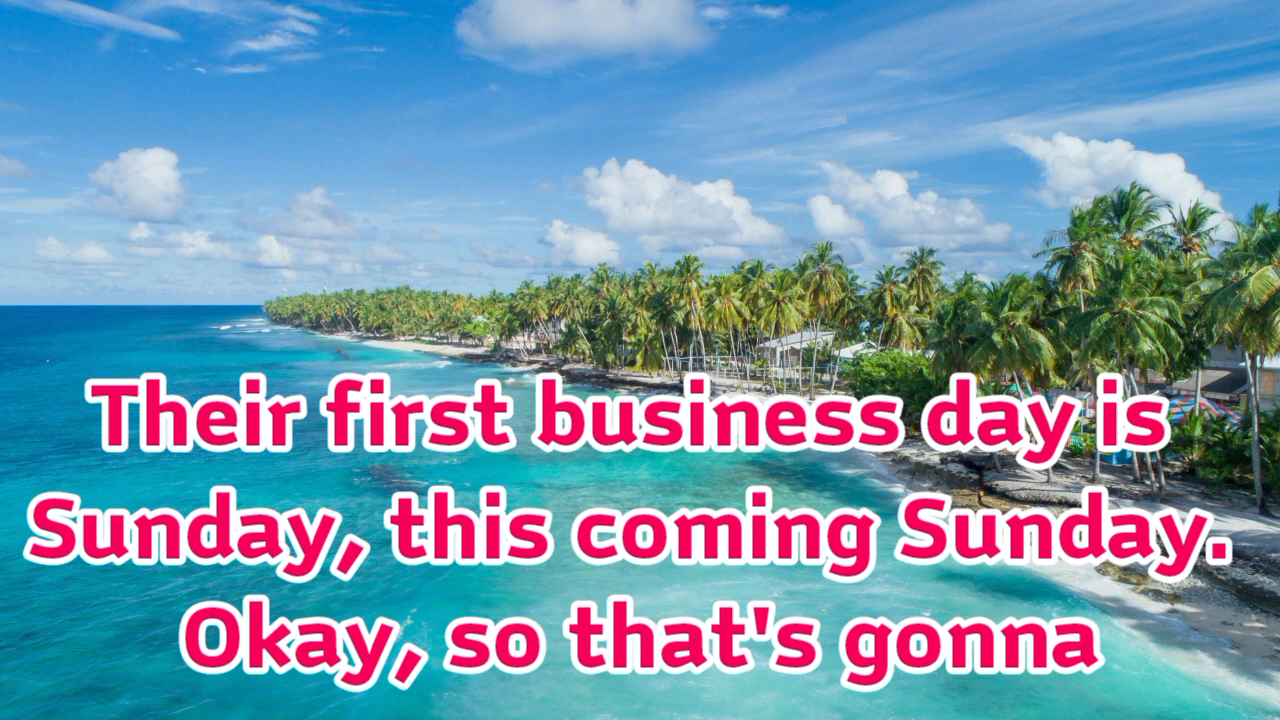 Their first business day is
Sunday, this coming Sunday.
Okay, so that's gonna